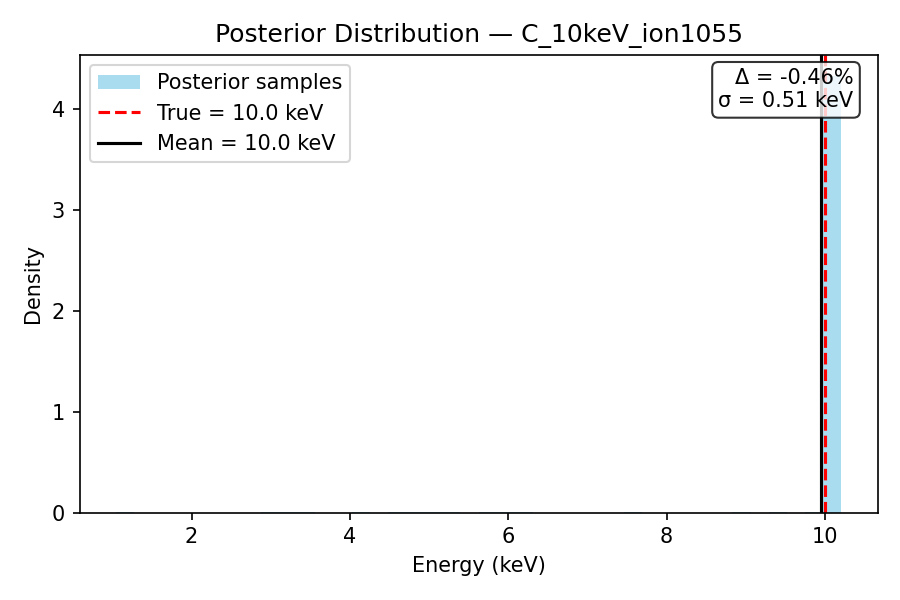 Posterior Distribution — C_10keV_ion1055
Posterior samples
True = 10.0 keV
Mean = 10.0 keV
Δ = -0.46%
σ = 0.51 keV
Density
4
3
2
1
0
2 4 6 8 10
Energy (keV)